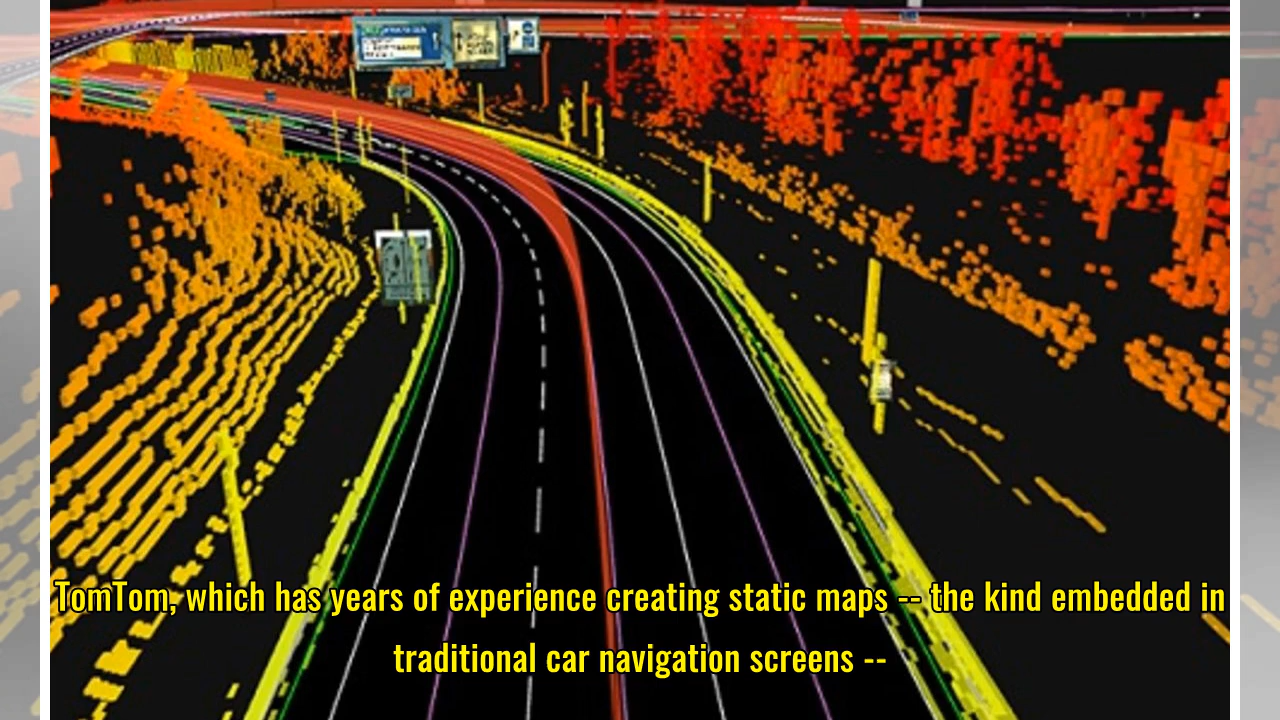 TomTom, which has years of experience creating static maps -- the kind embedded in
traditional car navigation screens --